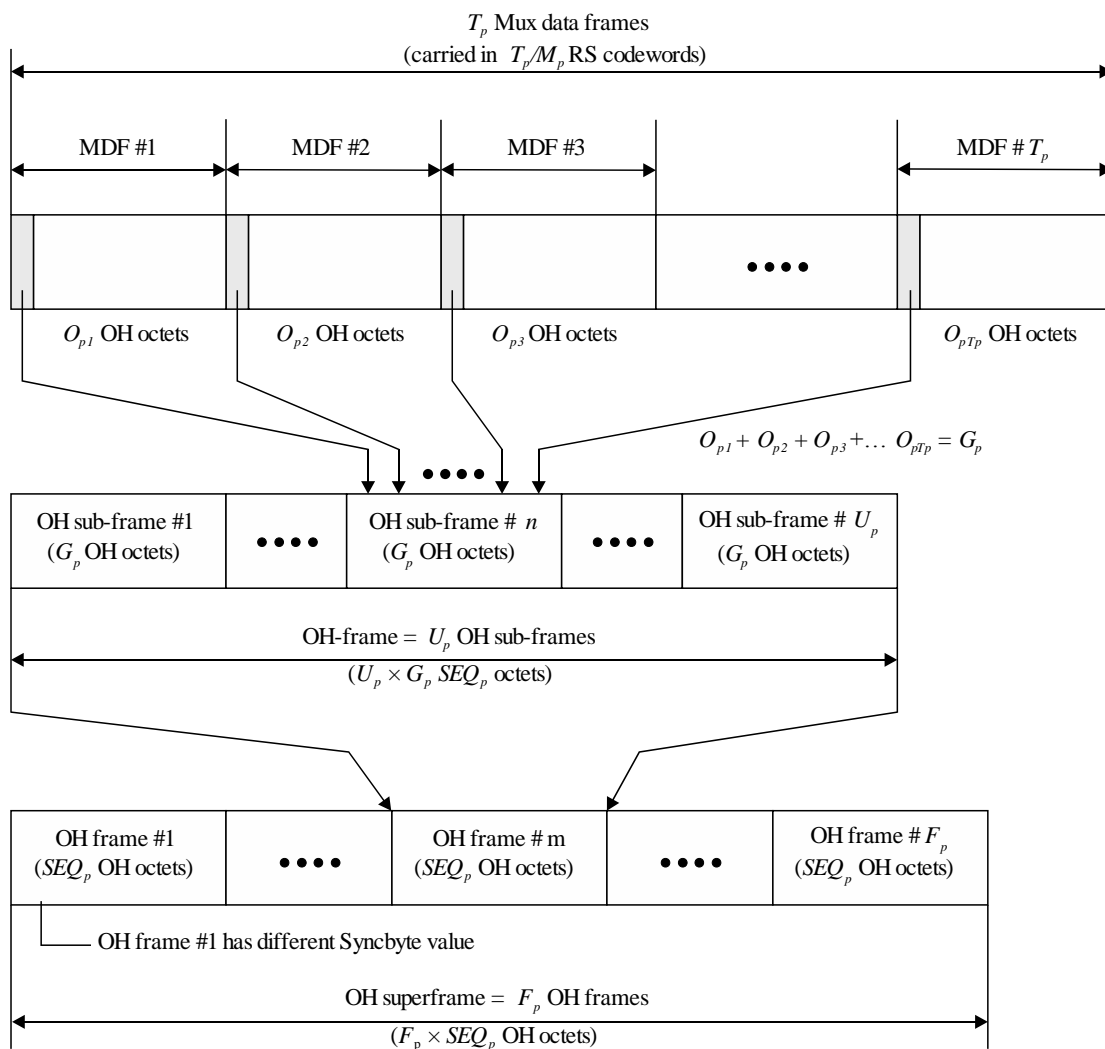 T_p Mux data frames
(carried in T_p/M_p RS codewords)
MDF #1 MDF #2 MDF #3 MDF # T_p
O_p1 OH octets O_p2 OH octets O_p3 OH octets O_pTp OH octets
O_p1 + O_p2 + O_p3 +… O_pTp = G_p
OH sub-frame #1 OH sub-frame # n OH sub-frame # U_p
(G_p OH octets) (G_p OH octets) (G_p OH octets)
OH-frame = U_p OH sub-frames
(U_p × G_p SEQ_p octets)
OH frame #1 OH frame # m OH frame # F_p
(SEQ_p OH octets) (SEQ_p OH octets) (SEQ_p OH octets)
OH frame #1 has different Syncbyte value
OH superframe = F_p OH frames
(F_p × SEQ_p OH octets)